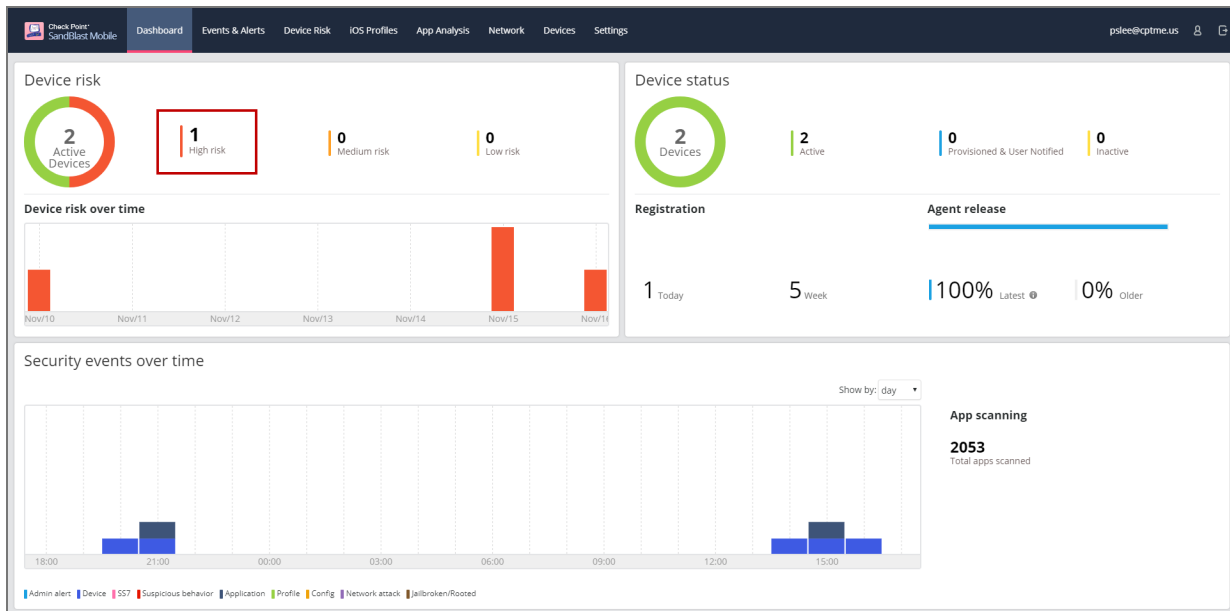 Check Point
SandBlast Mobile
Dashboard Events & Alerts Device Risk iOS Profiles App Analysis Network Devices Settings pslee@cptme.us
Device risk
2
Active
Devices
1
High risk
0
Medium risk
0
Low risk
Device risk over time
Nov/10 Nov/11 Nov/12 Nov/13 Nov/14 Nov/15
Device status
2
Devices
2
Active
0
Provisioned & User Notified
0
Inactive
Registration
1 Today 5 Week
Agent release
100% Latest 0% Older
Security events over time
Show by: day
18:00 21:00 00:00 03:00 06:00 09:00 12:00 15:00
Admin alert Device SS7 Suspicious behavior Application Profile Config Network attack Jailbroken/Rooted
App scanning
2053
Total apps scanned